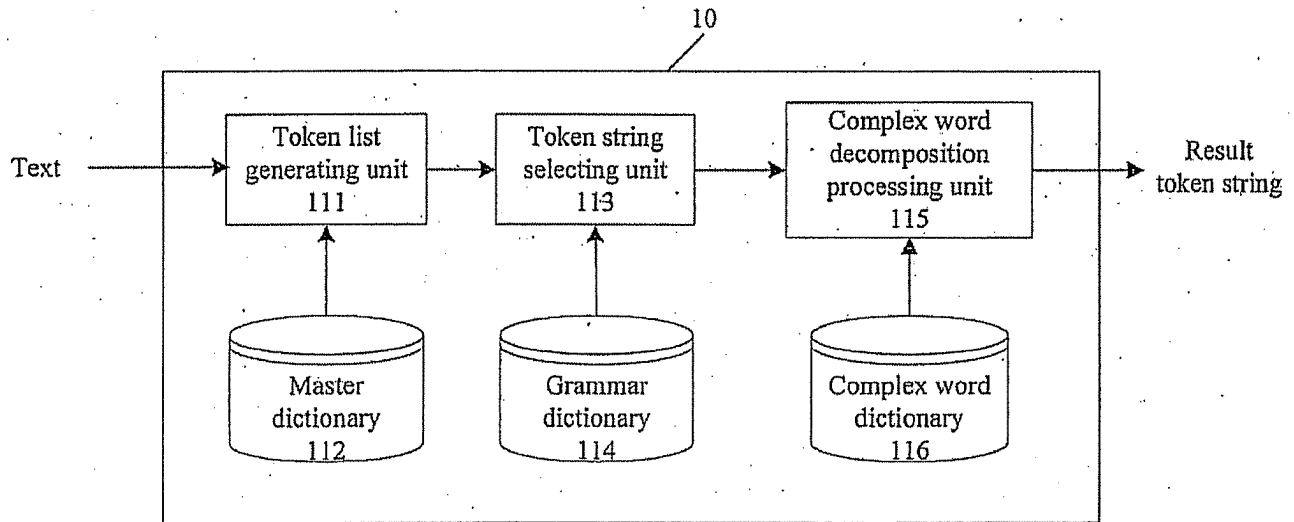 10
Text
Token list
generating unit
111
Token string
selecting unit
113
Complex word
decomposition
processing unit
115
Result
token string
Master
dictionary
112
Grammar
dictionary
114
Complex word
dictionary
116